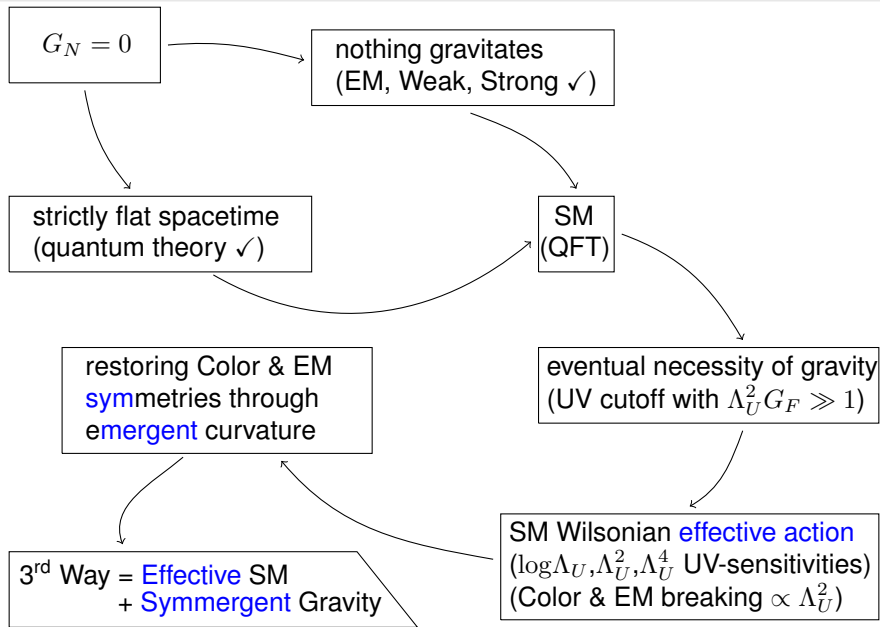 G_N = 0
nothing gravitates
(EM, Weak, Strong ✓)
strictly flat spacetime
(quantum theory ✓)
SM
(QFT)
eventual necessity of gravity
(UV cutoff with Λ_U^2 G_F ≫ 1)
SM Wilsonian effective action
(logΛ_U,Λ_U^2,Λ_U^4 UV-sensitivities)
(Color & EM breaking ∝ Λ_U^2)
restoring Color & EM
symmetries through
emergent curvature
3^rd Way = Effective SM
+ Symmergent Gravity